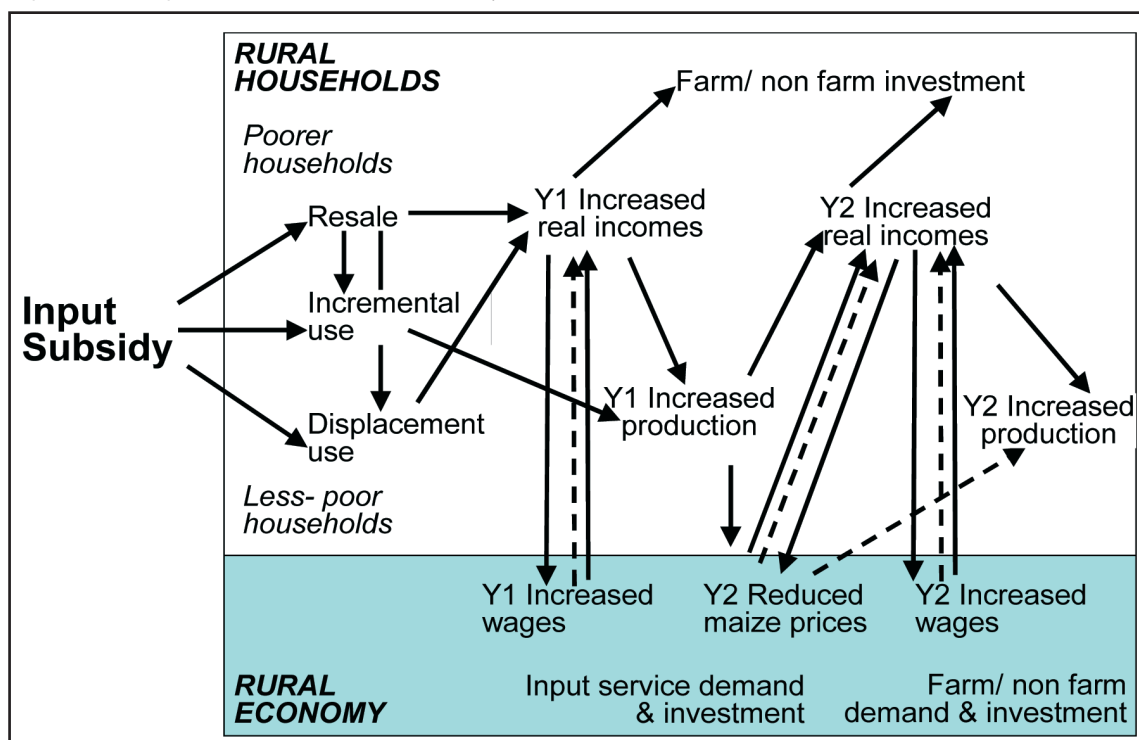 RURAL
HOUSEHOLDS
Farm/ non farm investment
Poorer
households
Resale
Y1 Increased
real incomes
Y2 Increased
real incomes
Input
Subsidy
Incremental
use
Displacement
use
Y1 Increased
production
Y2 Increased
production
Less- poor
households
Y1 Increased
wages
Y2 Reduced
maize prices
Y2 Increased
wages
RURAL
ECONOMY
Input service demand
& investment
Farm/ non farm
demand & investment